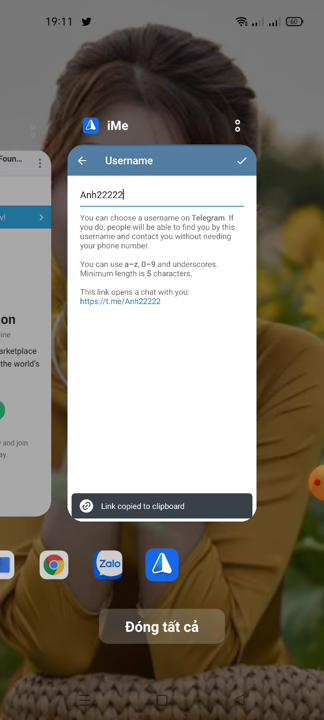 19:11
60
iMe
Foun...
Username
Anh22222
You can choose a username on Telegram. If
you do, people will be able to find you by this
username and contact you without needing
your phone number.
You can use a–z, 0–9 and underscores.
Minimum length is 5 characters.
This link opens a chat with you:
https://t.me/Anh22222
on
ine
arketplace
the world's
y and join
ay.
Link copied to clipboard
Zalo
Đóng tất cả